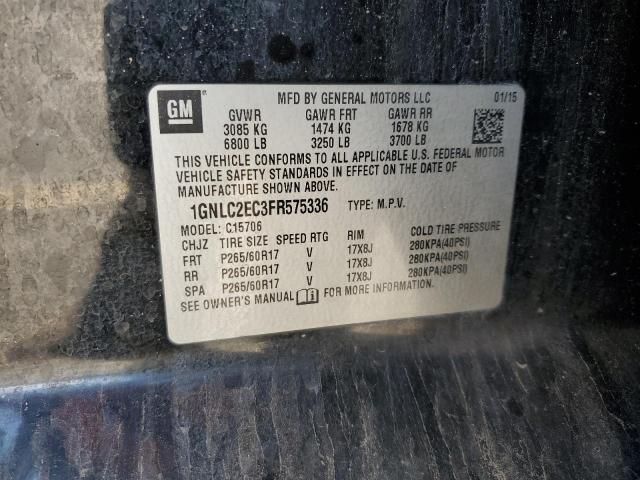 GM
MFD BY GENERAL MOTORS LLC 01/15
GVWR GAWR FRT GAWR RR
3085 KG 1474 KG 1678 KG
6800 LB 3250 LB 3700 LB
THIS VEHICLE CONFORMS TO ALL APPLICABLE U.S. FEDERAL MOTOR
VEHICLE SAFETY STANDARDS IN EFFECT ON THE DATE OF
MANUFACTURE SHOWN ABOVE.
1GNLC2EC3FR575336 TYPE: M.P.V.
MODEL: C15706
CHJZ TIRE SIZE SPEED RTG RIM COLD TIRE PRESSURE
FRT P265/60R17 V 17X8J 280KPA(40PSI)
RR P265/60R17 V 17X8J 280KPA(40PSI)
SPA P265/60R17 V 17X8J 280KPA(40PSI)
SEE OWNER'S MANUAL FOR MORE INFORMATION.